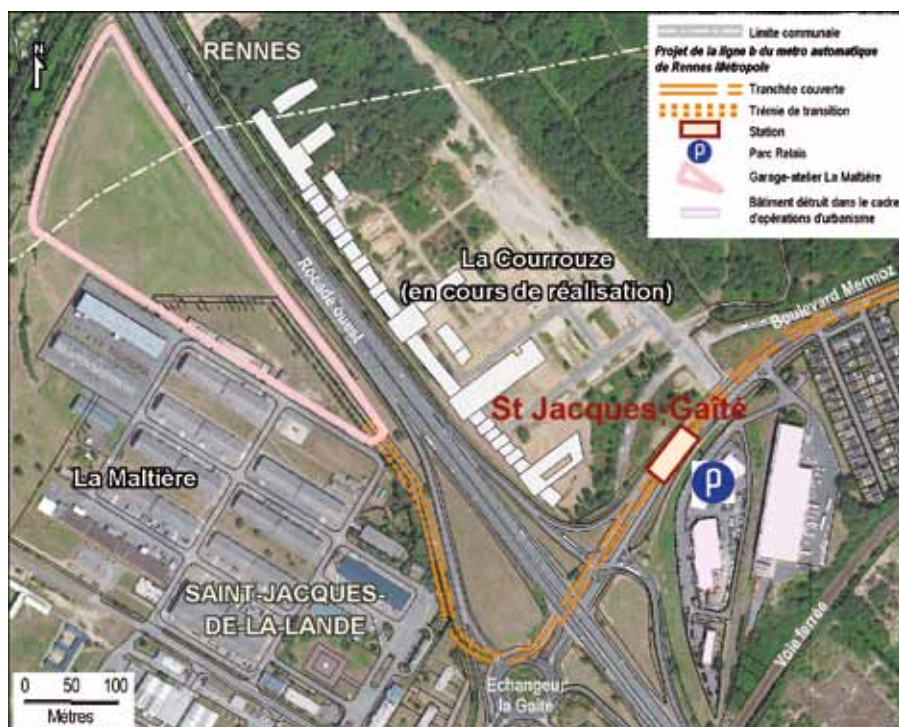 RENNES
N
Limite communale
Projet de la ligne b du metro automatique
de Rennes Métropole
Tranchée couverte
Trémie de transition
Station
P
Parc Relais
Garage-atelier La Maltière
Bâtiment détruit dans le cadre
d'opérations d'urbanisme
La Courrouze
(en cours de réalisation)
Rocade ouest
Boulevard Mermoz
St Jacques-Gaîté
P
La Maltière
SAINT-JACQUES-
DE-LA-LANDE
Voie ferrée
Echangeur
la Gaîté
0 50 100
Mètres